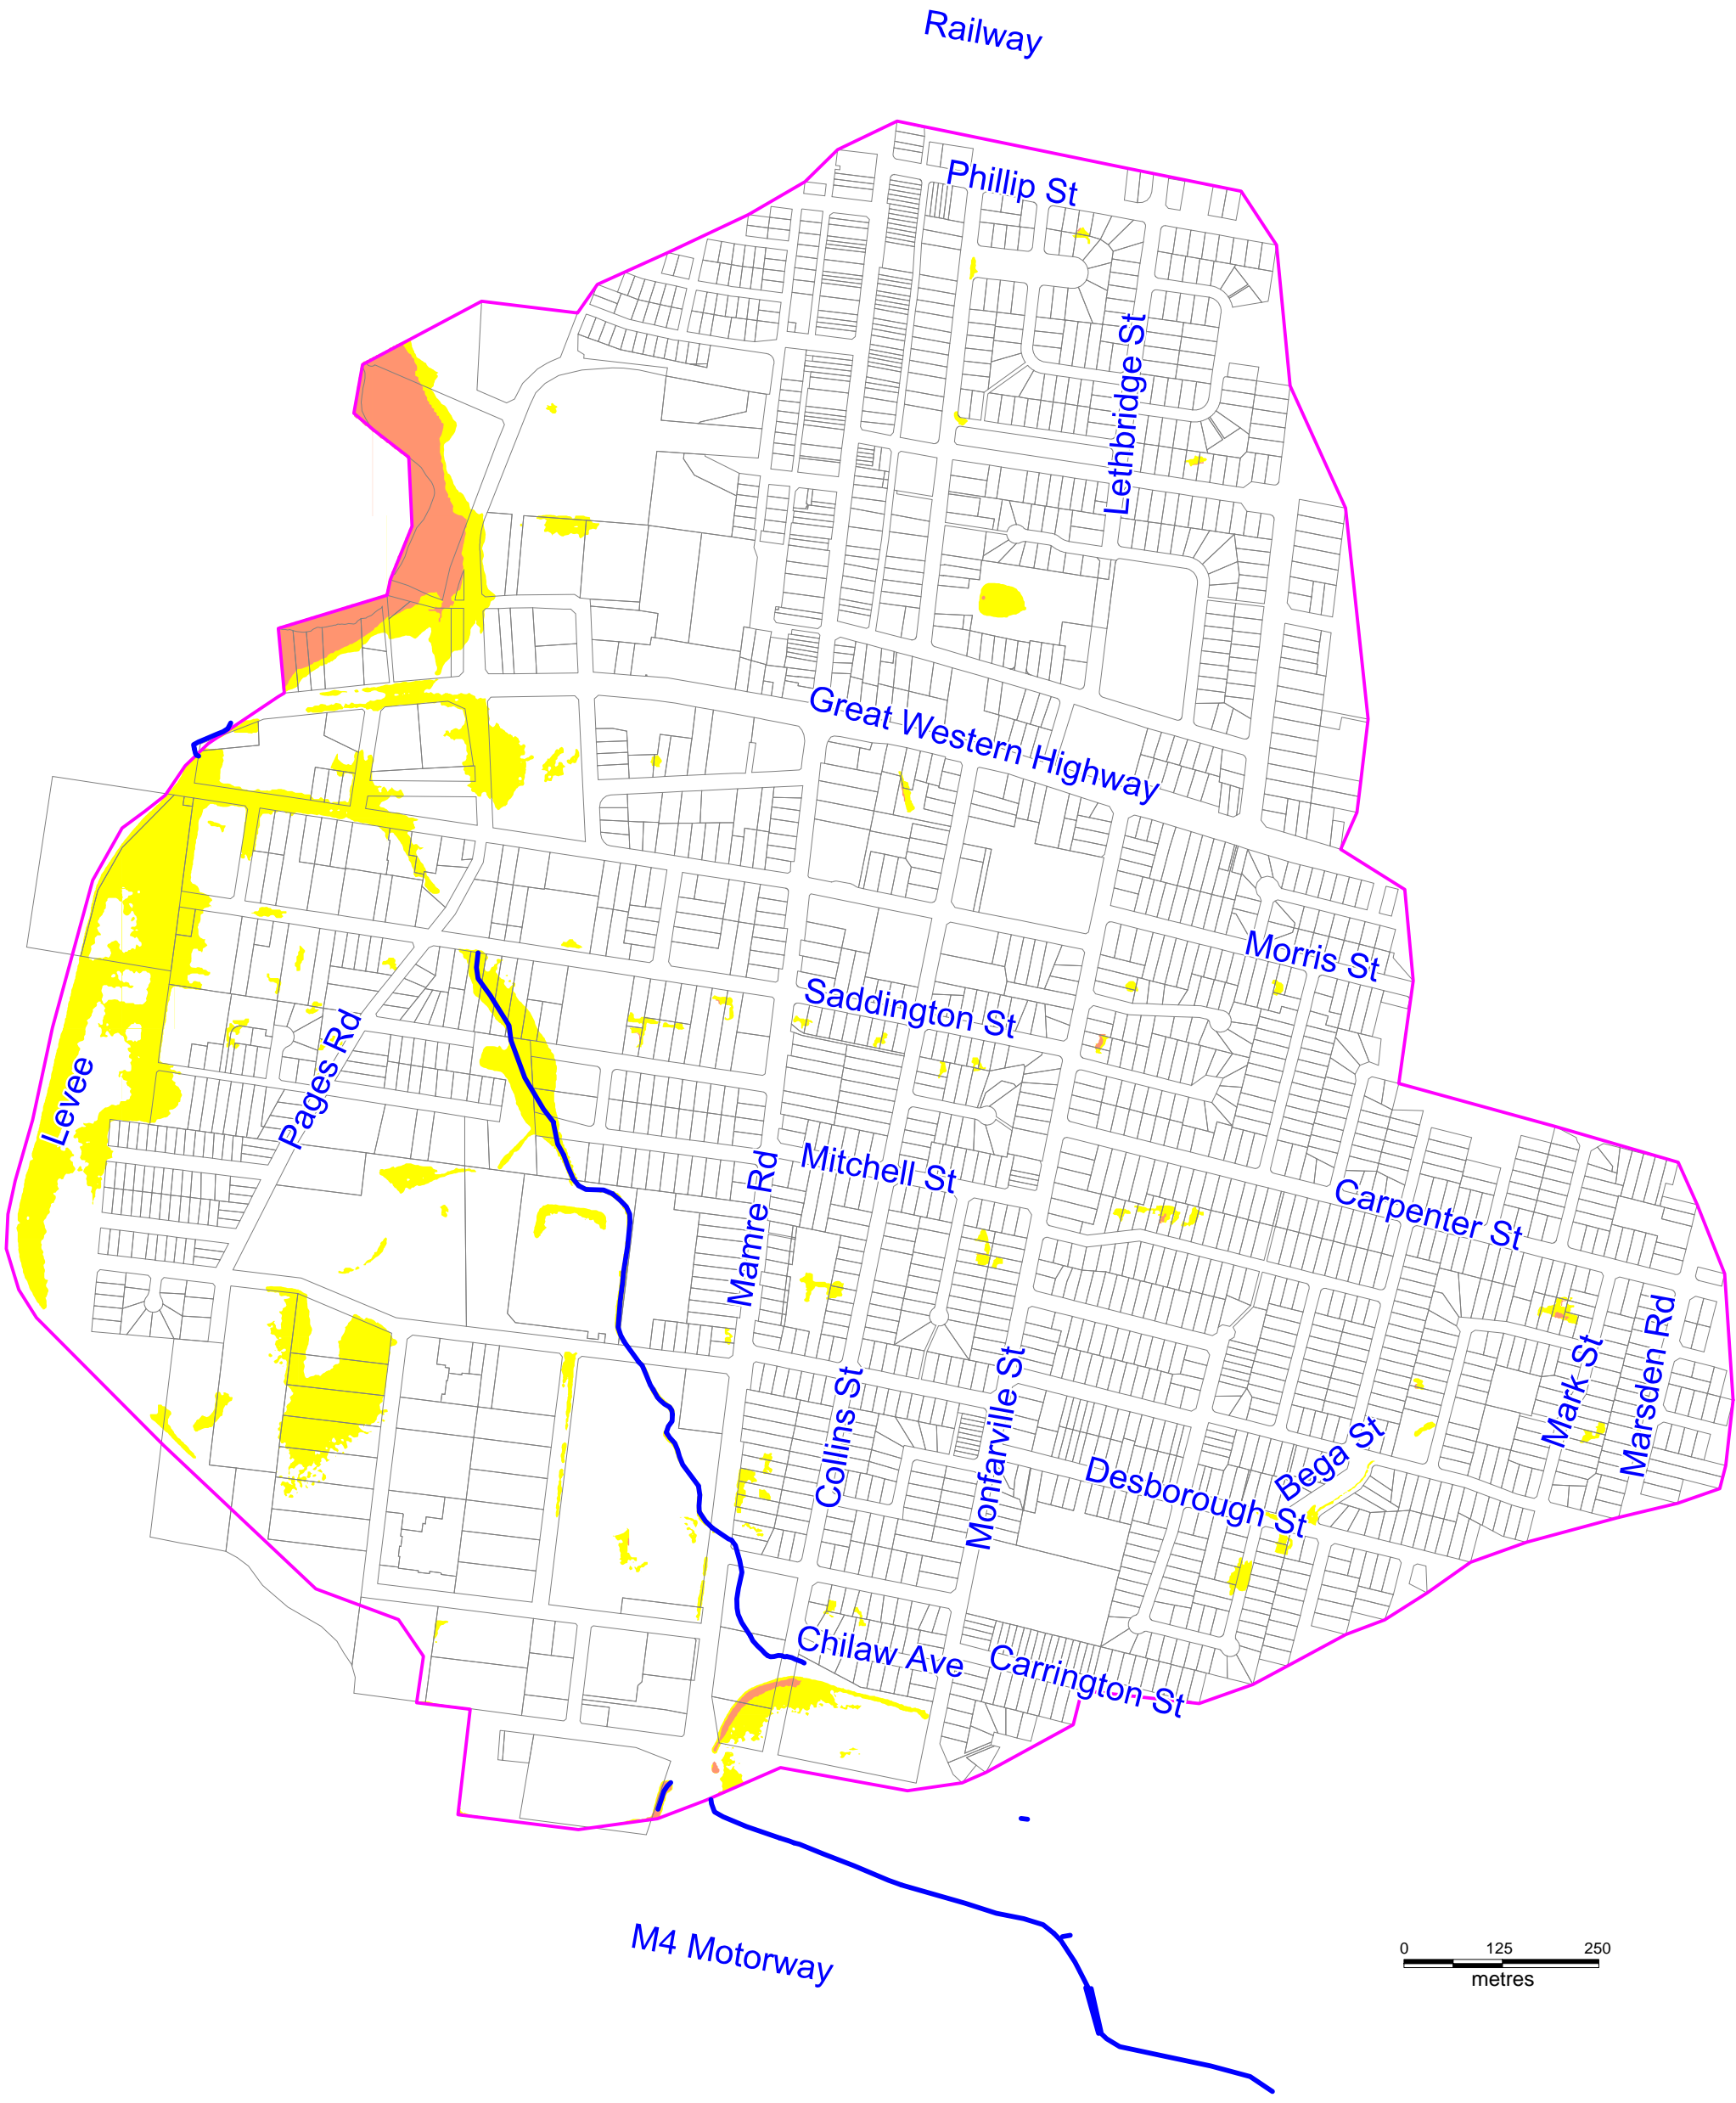 Railway
Phillip St
Lethbridge St
Great Western Highway
Morris St
Saddington St
Levee
Pages Rd
Mitchell St
Mamre Rd
Carpenter St
Mark St
Marsden Rd
Collins St
Monfarville St
Bega St
Desborough St
Chilaw Ave
Carrington St
M4 Motorway
0 125 250
metres